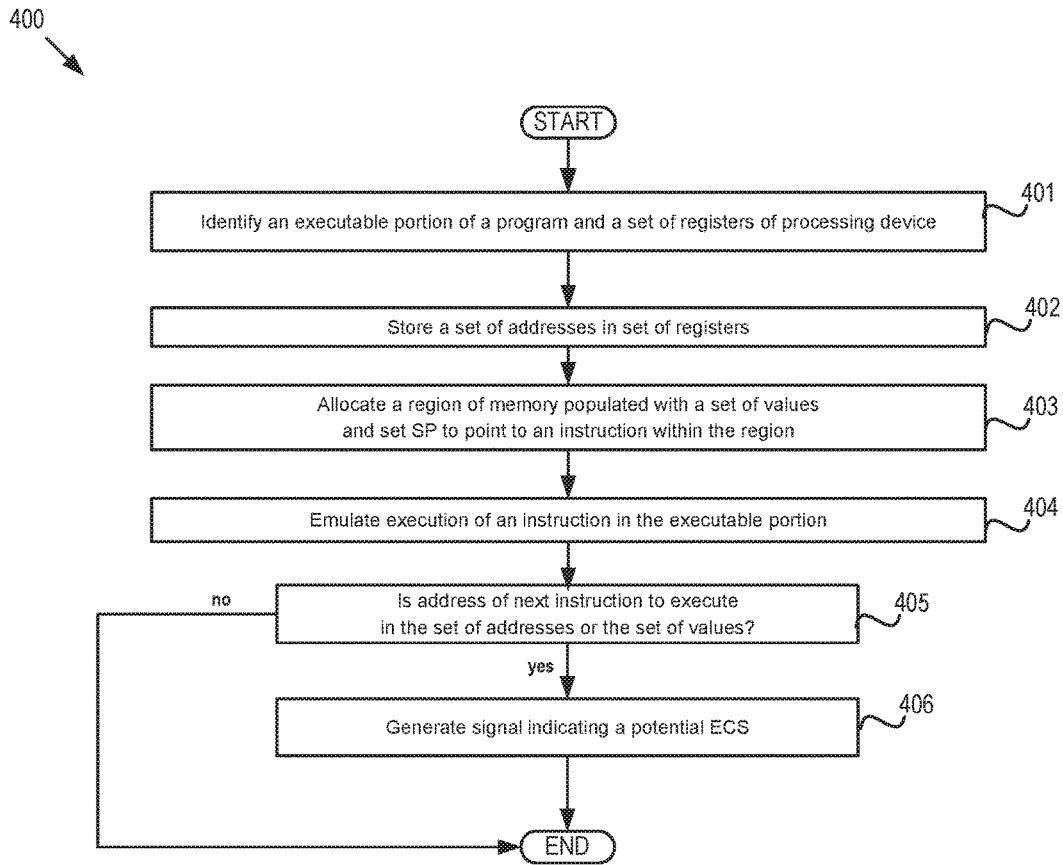 400
START
401
Identify an executable portion of a program and a set of registers of processing device
402
Store a set of addresses in set of registers
403
Allocate a region of memory populated with a set of values
and set SP to point to an instruction within the region
404
Emulate execution of an instruction in the executable portion
no
405
Is address of next instruction to execute
in the set of addresses or the set of values?
yes
406
Generate signal indicating a potential ECS
END